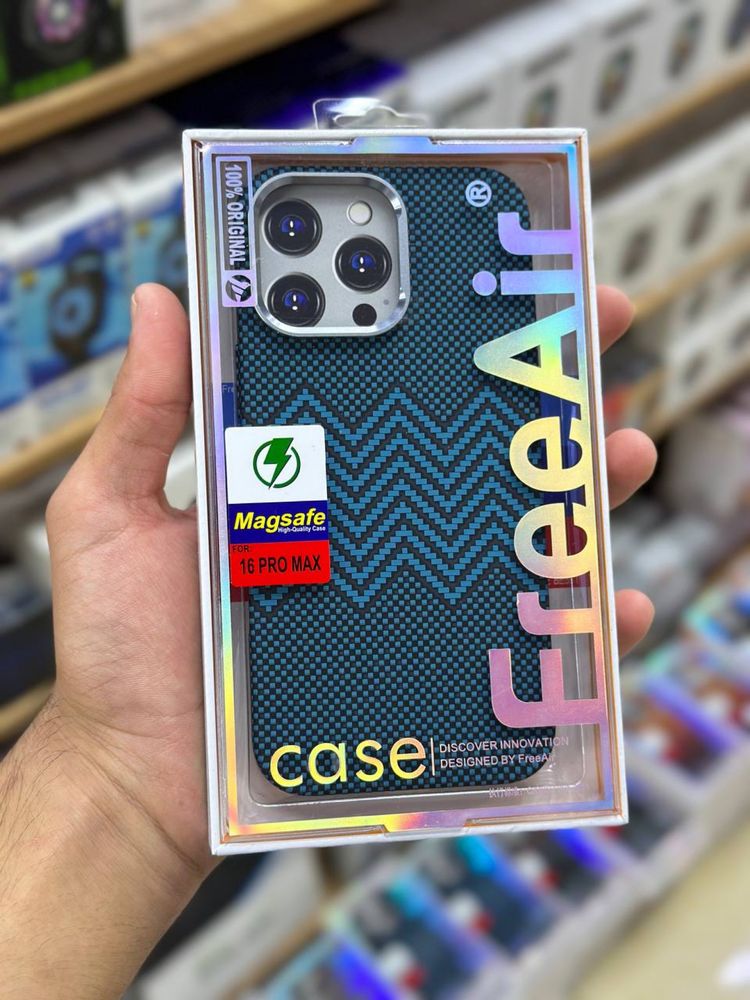 100% ORIGINAL
FreeAir®
Magsafe
High-Quality Case
FOR:
16 PRO MAX
case
DISCOVER INNOVATION
DESIGNED BY FreeAir